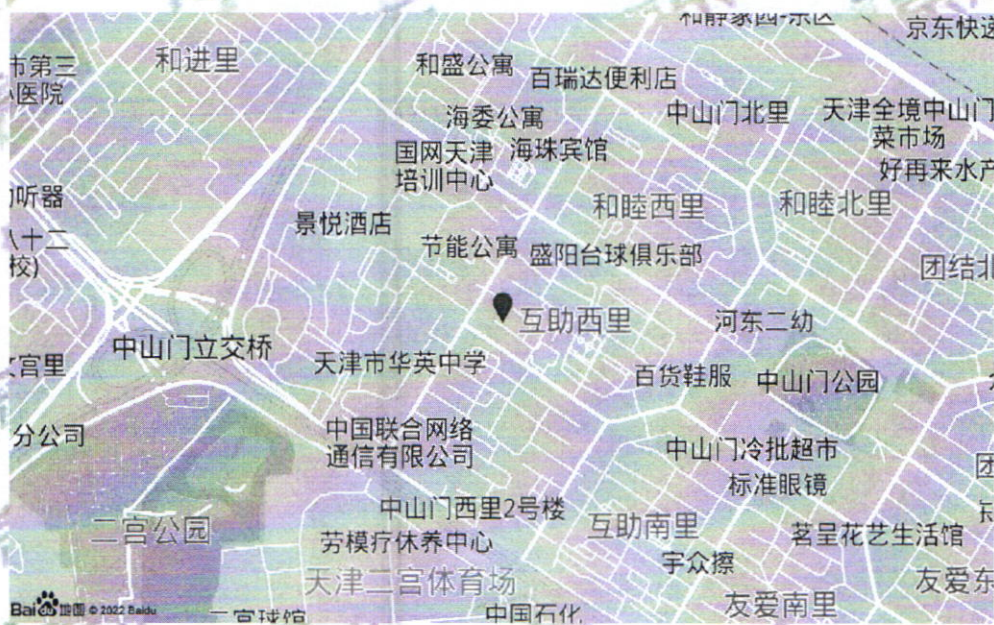 和静家园-东区
京东快递
市第三
医院
和进里
和盛公寓
百瑞达便利店
海委公寓
中山门北里
天津全境中山门
菜市场
国网天津
培训中心
海珠宾馆
好再来水产
听器
和睦西里
和睦北里
景悦酒店
八十二
校)
节能公寓
盛阳台球俱乐部
团结北
互助西里
河东二幼
中山门立交桥
天津市华英中学
文宫里
百货鞋服
中山门公园
分公司
中国联合网络
通信有限公司
中山门冷批超市
标准眼镜
团
中山门西里2号楼
二宫公园
劳模疗休养中心
互助南里
茗呈花艺生活馆
宇众擦
天津二宫体育场
友爱东
友爱南里
Bai du 地图 © 2022 Baidu
二宫球馆
中国石化